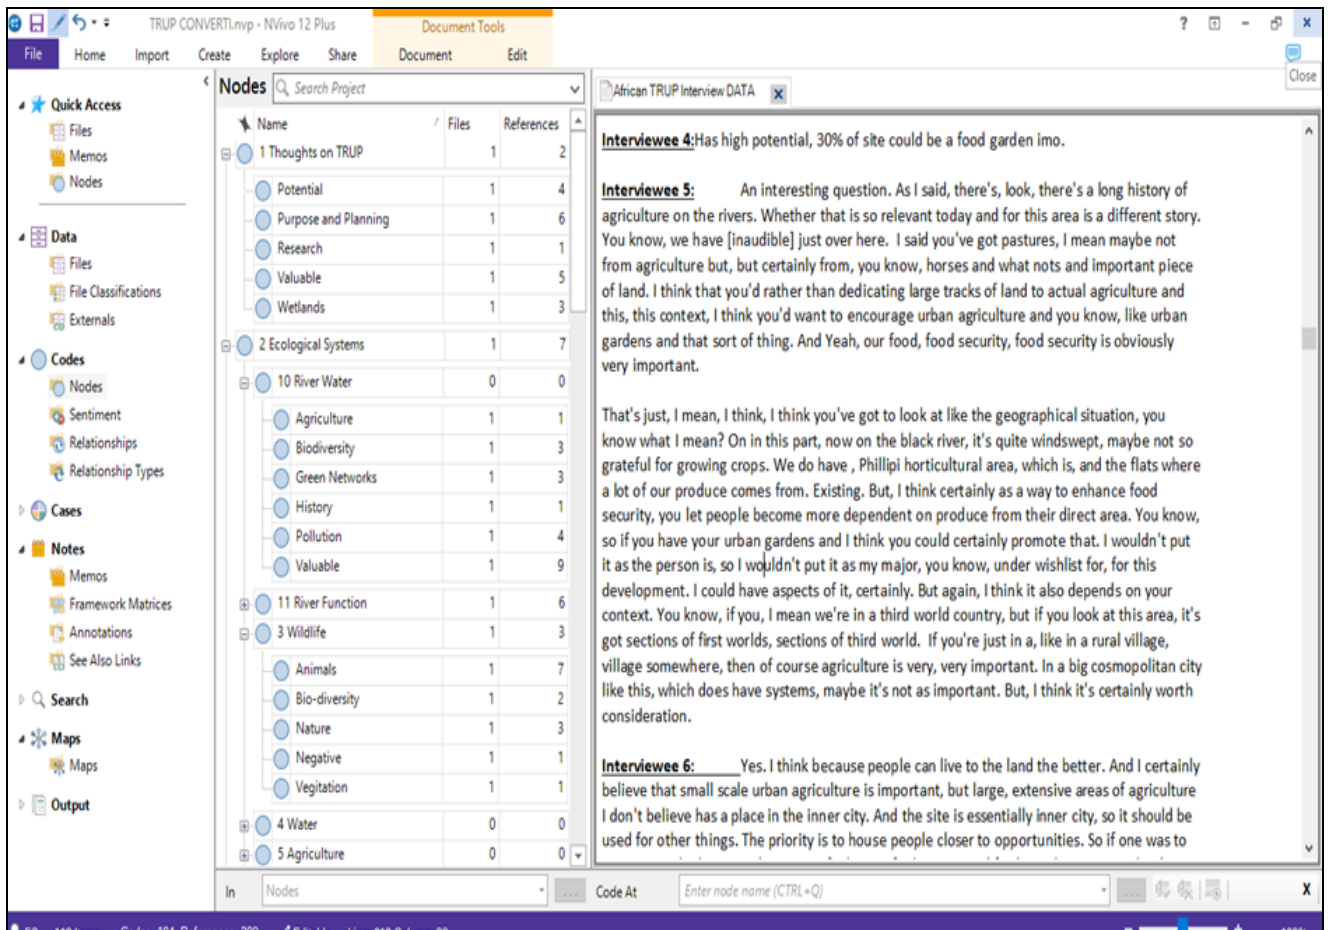 TRUP CONVERTI.nvp - NVivo 12 Plus
Document Tools
?
File Home Import Create Explore Share Document Edit
Close
Quick Access
Files
Memos
Nodes
Data
Files
File Classifications
Externals
Codes
Nodes
Sentiment
Relationships
Relationship Types
Cases
Notes
Memos
Framework Matrices
Annotations
See Also Links
Search
Maps
Maps
Output
Nodes Search Project
Name / Files References
1 Thoughts on TRUP 1 2
Potential 1 4
Purpose and Planning 1 6
Research 1 1
Valuable 1 5
Wetlands 1 3
2 Ecological Systems 1 7
10 River Water 0 0
Agriculture 1 1
Biodiversity 1 3
Green Networks 1 3
History 1 1
Pollution 1 4
Valuable 1 9
11 River Function 1 6
3 Wildlife 1 3
Animals 1 7
Bio-diversity 1 2
Nature 1 3
Negative 1 1
Vegitation 1 1
4 Water 0 0
5 Agriculture 0 0
African TRUP Interview DATA x
Interviewee 4:Has high potential, 30% of site could be a food garden imo.
Interviewee 5: An interesting question. As I said, there's, look, there's a long history of
agriculture on the rivers. Whether that is so relevant today and for this area is a different story.
You know, we have [inaudible] just over here. I said you've got pastures, I mean maybe not
from agriculture but, but certainly from, you know, horses and what nots and important piece
of land. I think that you'd rather than dedicating large tracks of land to actual agriculture and
this, this context, I think you'd want to encourage urban agriculture and you know, like urban
gardens and that sort of thing. And Yeah, our food, food security, food security is obviously
very important.
That's just, I mean, I think, I think you've got to look at like the geographical situation, you
know what I mean? On in this part, now on the black river, it's quite windswept, maybe not so
grateful for growing crops. We do have , Phillipi horticultural area, which is, and the flats where
a lot of our produce comes from. Existing. But, I think certainly as a way to enhance food
security, you let people become more dependent on produce from their direct area. You know,
so if you have your urban gardens and I think you could certainly promote that. I wouldn't put
it as the person is, so I wouldn't put it as my major, you know, under wishlist for, for this
development. I could have aspects of it, certainly. But again, I think it also depends on your
context. You know, if you, I mean we're in a third world country, but if you look at this area, it's
got sections of first worlds, sections of third world. If you're just in a, like in a rural village,
village somewhere, then of course agriculture is very, very important. In a big cosmopolitan city
like this, which does have systems, maybe it's not as important. But, I think it's certainly worth
consideration.
Interviewee 6: Yes. I think because people can live to the land the better. And I certainly
believe that small scale urban agriculture is important, but large, extensive areas of agriculture
I don't believe has a place in the inner city. And the site is essentially inner city, so it should be
used for other things. The priority is to house people closer to opportunities. So if one was to
In Nodes ... Code At Enter node name (CTRL+Q) ... X